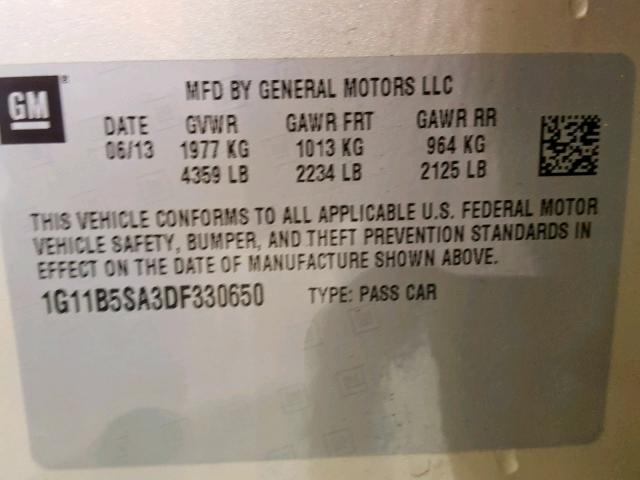 GM ®
MFD BY GENERAL MOTORS LLC
DATE GVWR GAWR FRT GAWR RR
06/13 1977 KG 1013 KG 964 KG
4359 LB 2234 LB 2125 LB
THIS VEHICLE CONFORMS TO ALL APPLICABLE U.S. FEDERAL MOTOR
VEHICLE SAFETY, BUMPER, AND THEFT PREVENTION STANDARDS IN
EFFECT ON THE DATE OF MANUFACTURE SHOWN ABOVE.
1G11B5SA3DF330650 TYPE: PASS CAR